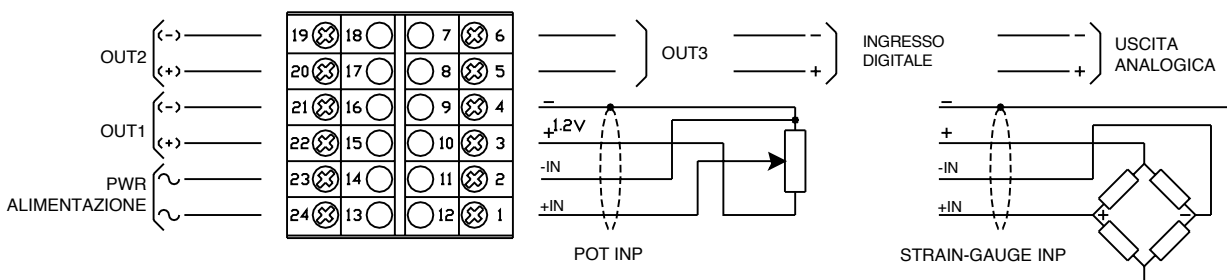 OUT2 (-) 19 18 7 6 OUT3 - INGRESSO DIGITALE - USCITA ANALOGICA
(+) 20 17 8 5 + +
OUT1 (-) 21 16 9 4 - -
(+) 22 15 10 3 1.2V + +
PWR ALIMENTAZIONE 23 14 11 2 -IN -IN
24 13 12 1 +IN +IN + -
POT INP STRAIN-GAUGE INP